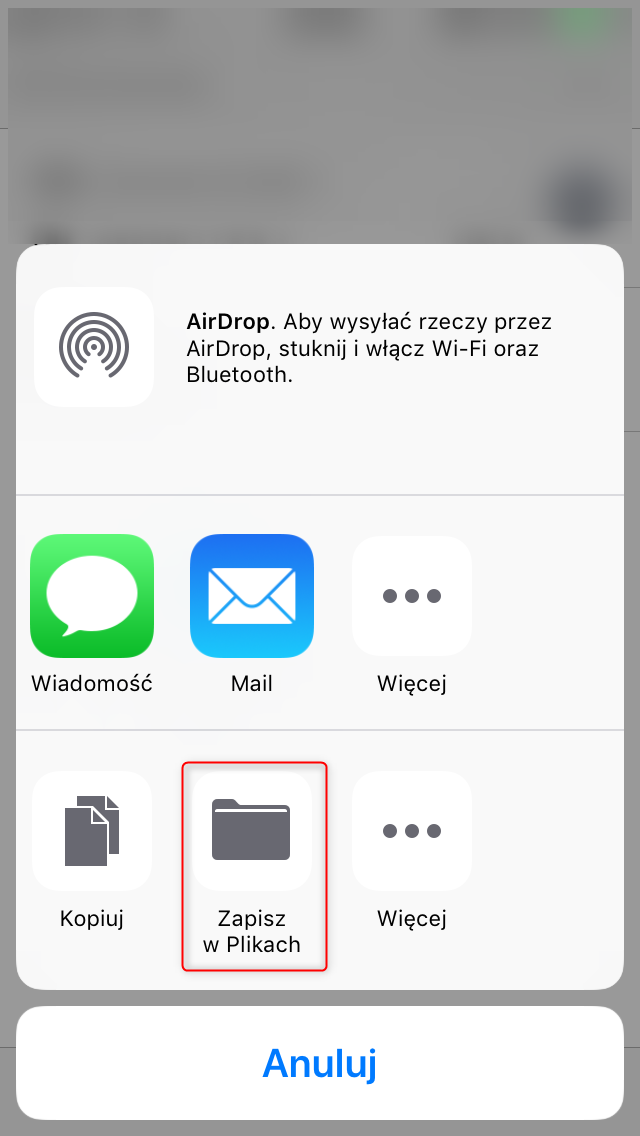 AirDrop. Aby wysyłać rzeczy przez
AirDrop, stuknij i włącz Wi-Fi oraz
Bluetooth.
Wiadomość
Mail
Więcej
Kopiuj
Zapisz
w Plikach
Więcej
Anuluj